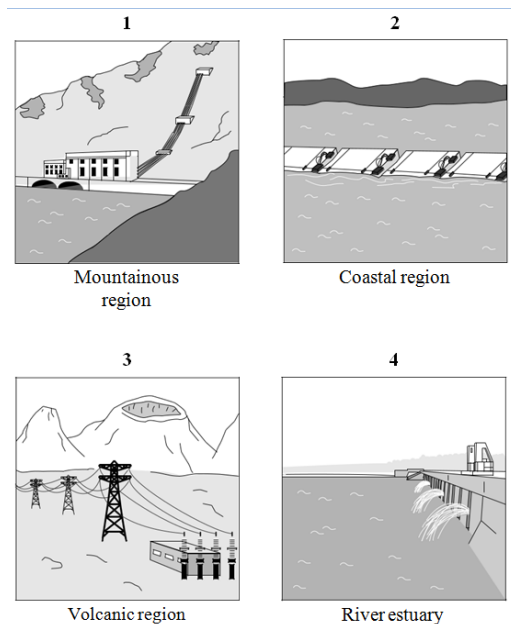 1
2
Mountainous
region
Coastal region
3
4
Volcanic region
River estuary